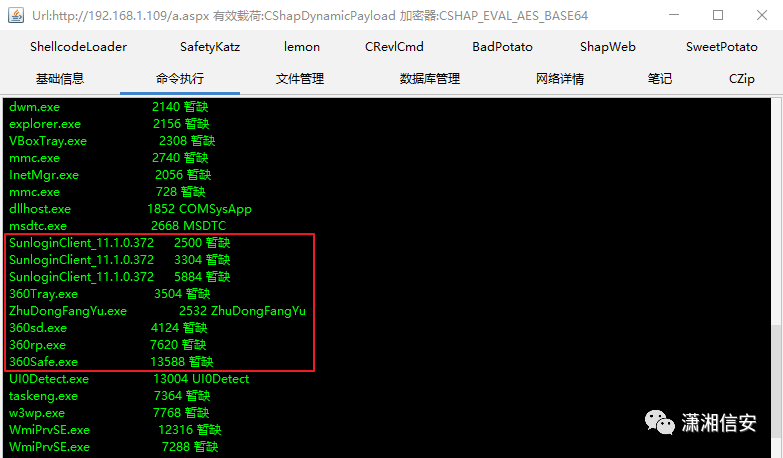 Url:http://192.168.1.109/a.aspx 有效载荷:CShapDynamicPayload 加密器:CSHAP_EVAL_AES_BASE64
ShellcodeLoader SafetyKatz lemon CRevlCmd BadPotato ShapWeb SweetPotato
基础信息 命令执行 文件管理 数据库管理 网络详情 笔记 CZip
dwm.exe 2140 暂缺
explorer.exe 2156 暂缺
VBoxTray.exe 2308 暂缺
mmc.exe 2740 暂缺
InetMgr.exe 2056 暂缺
mmc.exe 728 暂缺
dllhost.exe 1852 COMSysApp
msdtc.exe 2668 MSDTC
SunloginClient_11.1.0.372 2500 暂缺
SunloginClient_11.1.0.372 3304 暂缺
SunloginClient_11.1.0.372 5884 暂缺
360Tray.exe 3504 暂缺
ZhuDongFangYu.exe 2532 ZhuDongFangYu
360sd.exe 4124 暂缺
360rp.exe 7620 暂缺
360Safe.exe 13588 暂缺
UI0Detect.exe 13004 UI0Detect
taskeng.exe 7364 暂缺
w3wp.exe 7768 暂缺
WmiPrvSE.exe 12316 暂缺
WmiPrvSE.exe 7288 暂缺
潇湘信安